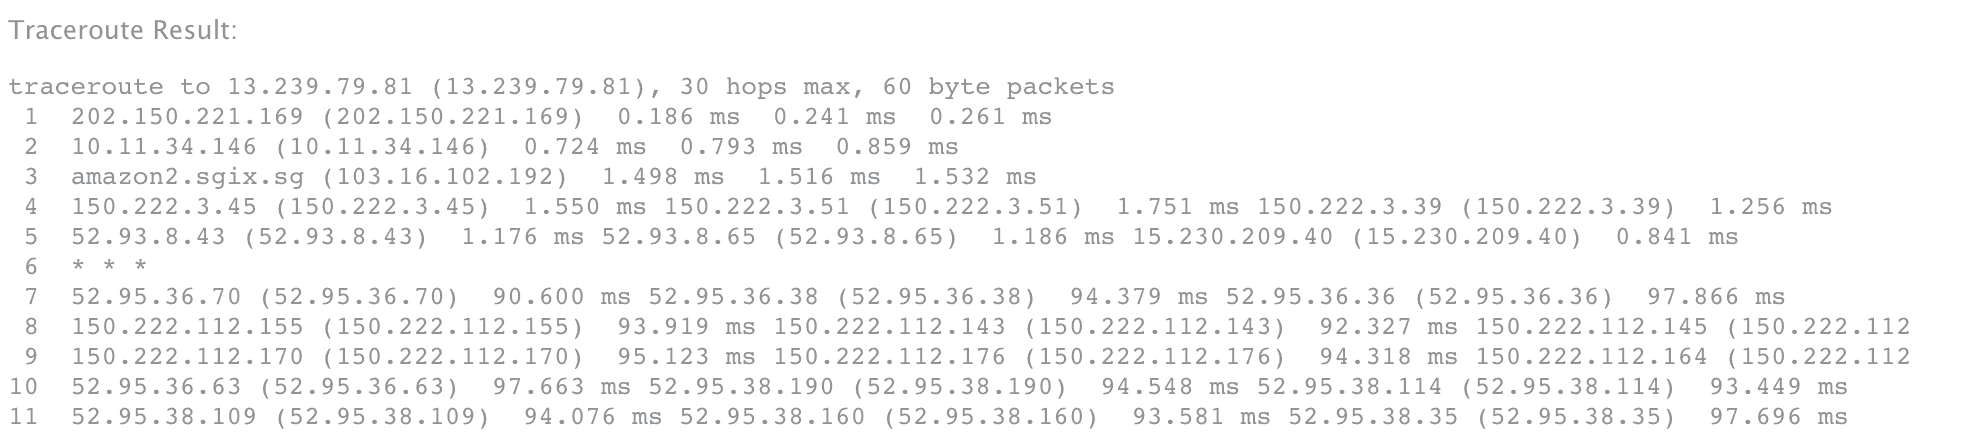 Traceroute Result:
traceroute to 13.239.79.81 (13.239.79.81), 30 hops max, 60 byte packets
1 202.150.221.169 (202.150.221.169) 0.186 ms 0.241 ms 0.261 ms
2 10.11.34.146 (10.11.34.146) 0.724 ms 0.793 ms 0.859 ms
3 amazon2.sgix.sg (103.16.102.192) 1.498 ms 1.516 ms 1.532 ms
4 150.222.3.45 (150.222.3.45) 1.550 ms 150.222.3.51 (150.222.3.51) 1.751 ms 150.222.3.39 (150.222.3.39) 1.256 ms
5 52.93.8.43 (52.93.8.43) 1.176 ms 52.93.8.65 (52.93.8.65) 1.186 ms 15.230.209.40 (15.230.209.40) 0.841 ms
6 * * *
7 52.95.36.70 (52.95.36.70) 90.600 ms 52.95.36.38 (52.95.36.38) 94.379 ms 52.95.36.36 (52.95.36.36) 97.866 ms
8 150.222.112.155 (150.222.112.155) 93.919 ms 150.222.112.143 (150.222.112.143) 92.327 ms 150.222.112.145 (150.222.112
9 150.222.112.170 (150.222.112.170) 95.123 ms 150.222.112.176 (150.222.112.176) 94.318 ms 150.222.112.164 (150.222.112
10 52.95.36.63 (52.95.36.63) 97.663 ms 52.95.38.190 (52.95.38.190) 94.548 ms 52.95.38.114 (52.95.38.114) 93.449 ms
11 52.95.38.109 (52.95.38.109) 94.076 ms 52.95.38.160 (52.95.38.160) 93.581 ms 52.95.38.35 (52.95.38.35) 97.696 ms